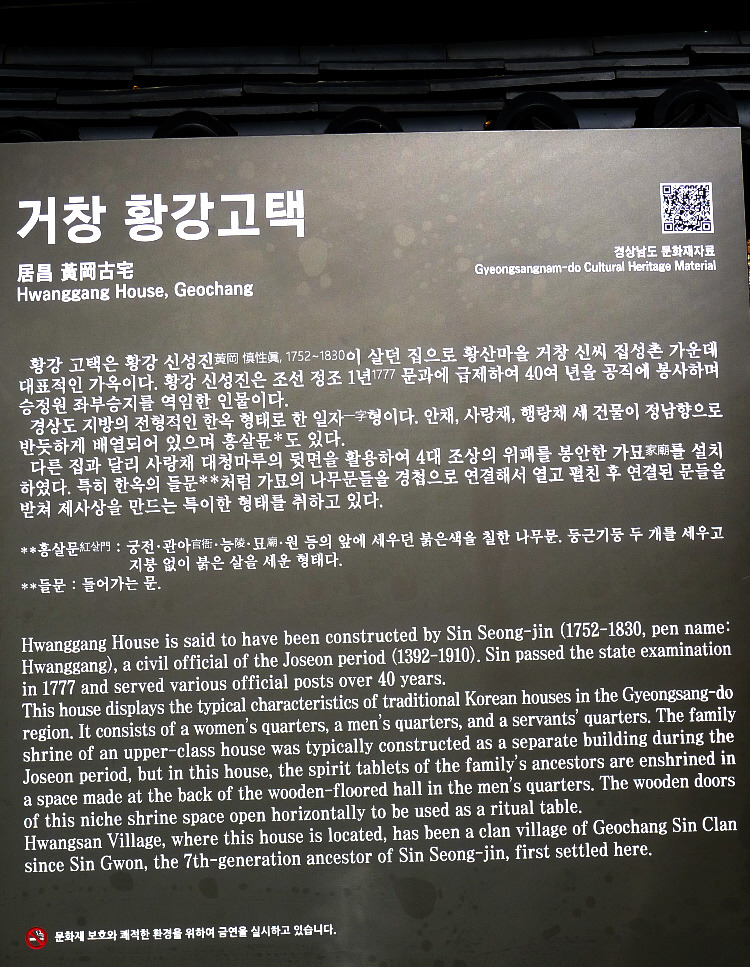 거창 황강고택
居昌 黃岡古宅
Hwanggang House, Geochang
경상남도 문화재자료
Gyeongsangnam-do Cultural Heritage Material
황강 고택은 황강 신성진黃岡 愼性眞, 1752~1830이 살던 집으로 황산마을 거창 신씨 집성촌 가운데
대표적인 가옥이다. 황강 신성진은 조선 정조 1년1777 문과에 급제하여 40여 년을 공직에 봉사하며
승정원 좌부승지를 역임한 인물이다.
경상도 지방의 전형적인 한옥 형태로 한 일자一字형이다. 안채, 사랑채, 행랑채 세 건물이 정남향으로
반듯하게 배열되어 있으며 홍살문*도 있다.
다른 집과 달리 사랑채 대청마루의 뒷면을 활용하여 4대 조상의 위패를 봉안한 가묘家廟를 설치
하였다. 특히 한옥의 들문**처럼 가묘의 나무문들을 경첩으로 연결해서 열고 펼친 후 연결된 문들을
받쳐 제사상을 만드는 특이한 형태를 취하고 있다.
**홍살문紅살門 : 궁전·관아官衙·능陵·묘廟·원 등의 앞에 세우던 붉은색을 칠한 나무문. 둥근기둥 두 개를 세우고
지붕 없이 붉은 살을 세운 형태다.
**들문 : 들어가는 문.
Hwanggang House is said to have been constructed by Sin Seong-jin (1752-1830, pen name:
Hwanggang), a civil official of the Joseon period (1392-1910). Sin passed the state examination
in 1777 and served various official posts over 40 years.
This house displays the typical characteristics of traditional Korean houses in the Gyeongsang-do
region. It consists of a women's quarters, a men's quarters, and a servants' quarters. The family
shrine of an upper-class house was typically constructed as a separate building during the
Joseon period, but in this house, the spirit tablets of the family's ancestors are enshrined in
a space made at the back of the wooden-floored hall in the men's quarters. The wooden doors
of this niche shrine space open horizontally to be used as a ritual table.
Hwangsan Village, where this house is located, has been a clan village of Geochang Sin Clan
since Sin Gwon, the 7th-generation ancestor of Sin Seong-jin, first settled here.
문화재 보호와 쾌적한 환경을 위하여 금연을 실시하고 있습니다.